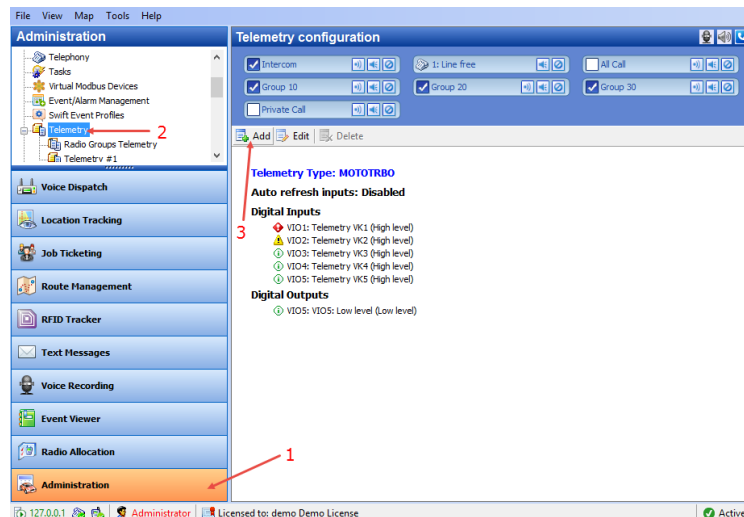 File View Map Tools Help
Administration
Telemetry configuration
Telephony
Tasks
Virtual Modbus Devices
Event/Alarm Management
Swift Event Profiles
Telemetry
Radio Groups Telemetry
Telemetry #1
2
Intercom
1: Line free
All Call
Group 10
Group 20
Group 30
Private Call
Add Edit Delete
3
Telemetry Type: MOTOTRBO
Auto refresh inputs: Disabled
Digital Inputs
VIO1: Telemetry VK1 (High level)
VIO2: Telemetry VK2 (High level)
VIO3: Telemetry VK3 (High level)
VIO4: Telemetry VK4 (High level)
VIO5: Telemetry VK5 (High level)
Digital Outputs
VIO5: VIO5: Low level (Low level)
Voice Dispatch
Location Tracking
Job Ticketing
Route Management
RFID Tracker
Text Messages
Voice Recording
Event Viewer
Radio Allocation
Administration
1
127.0.0.1 Administrator Licensed to: demo Demo License Active